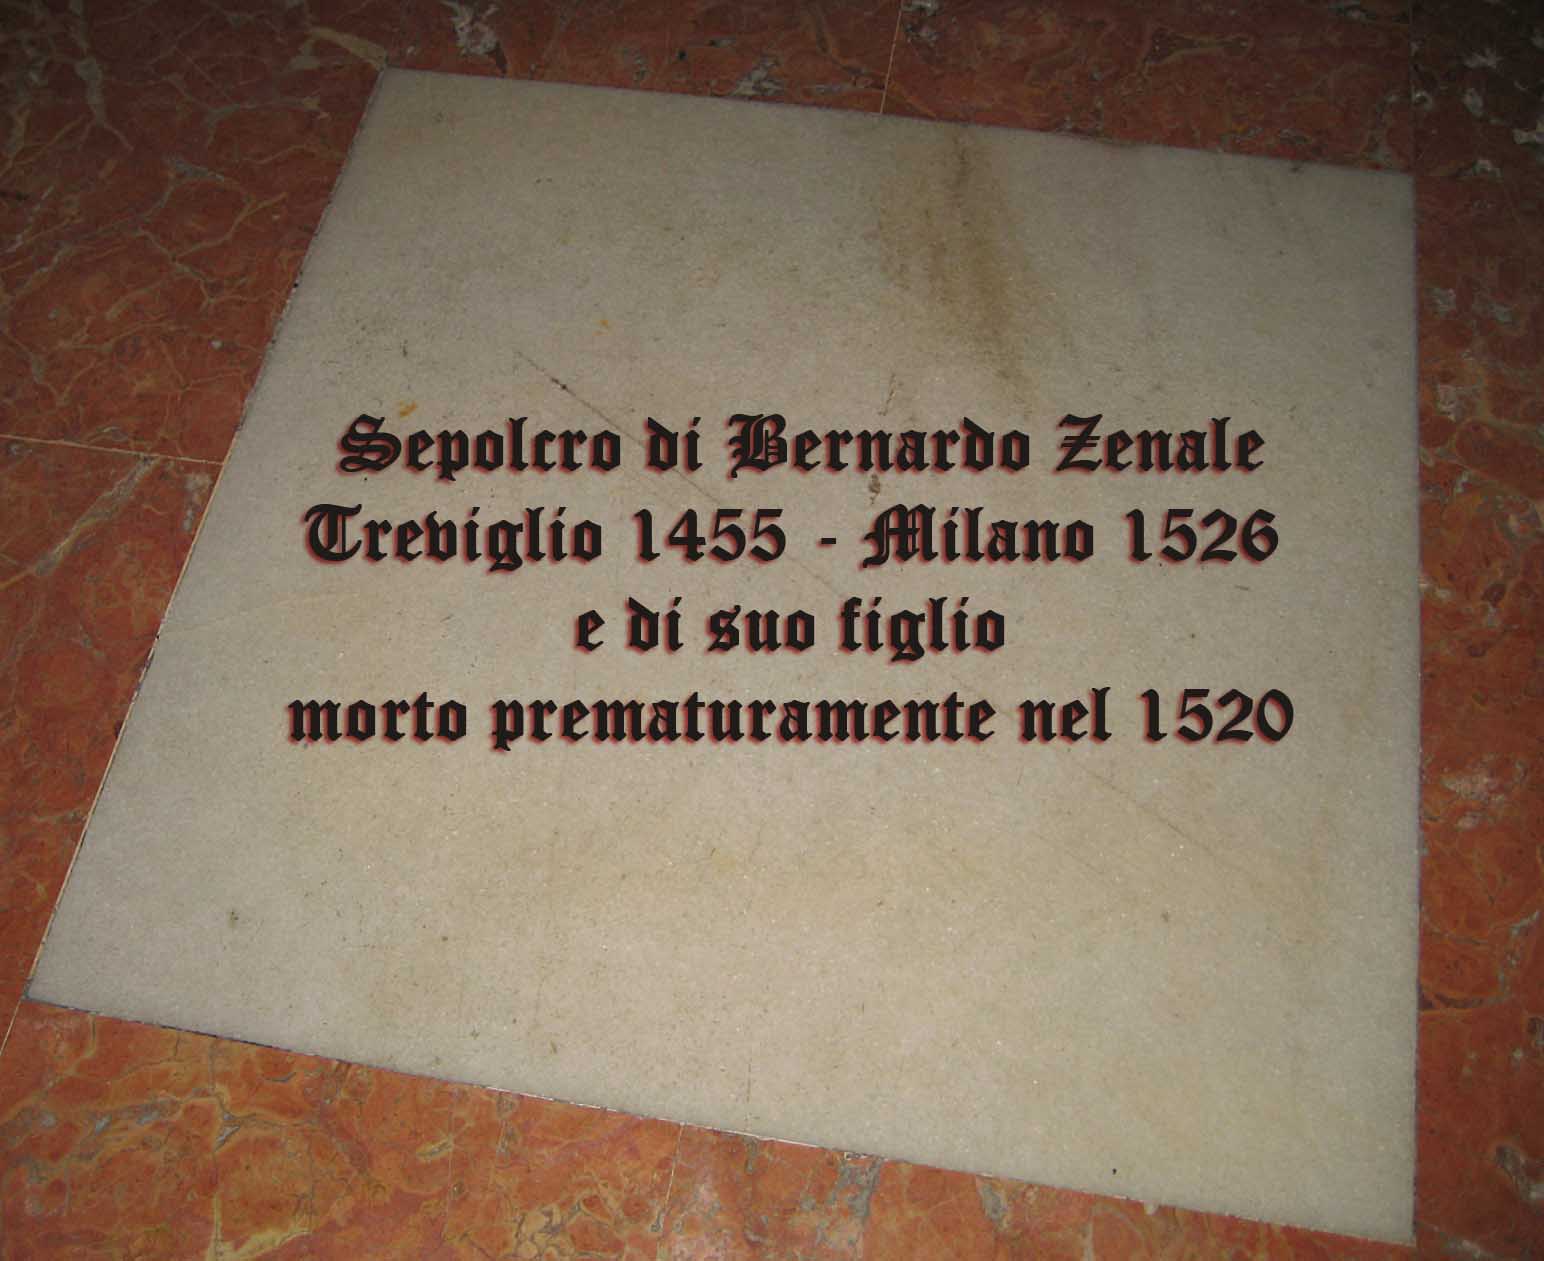 Sepolcro di Bernardo Zenale
Treviglio 1455 - Milano 1526
e di suo figlio
morto prematuramente nel 1520